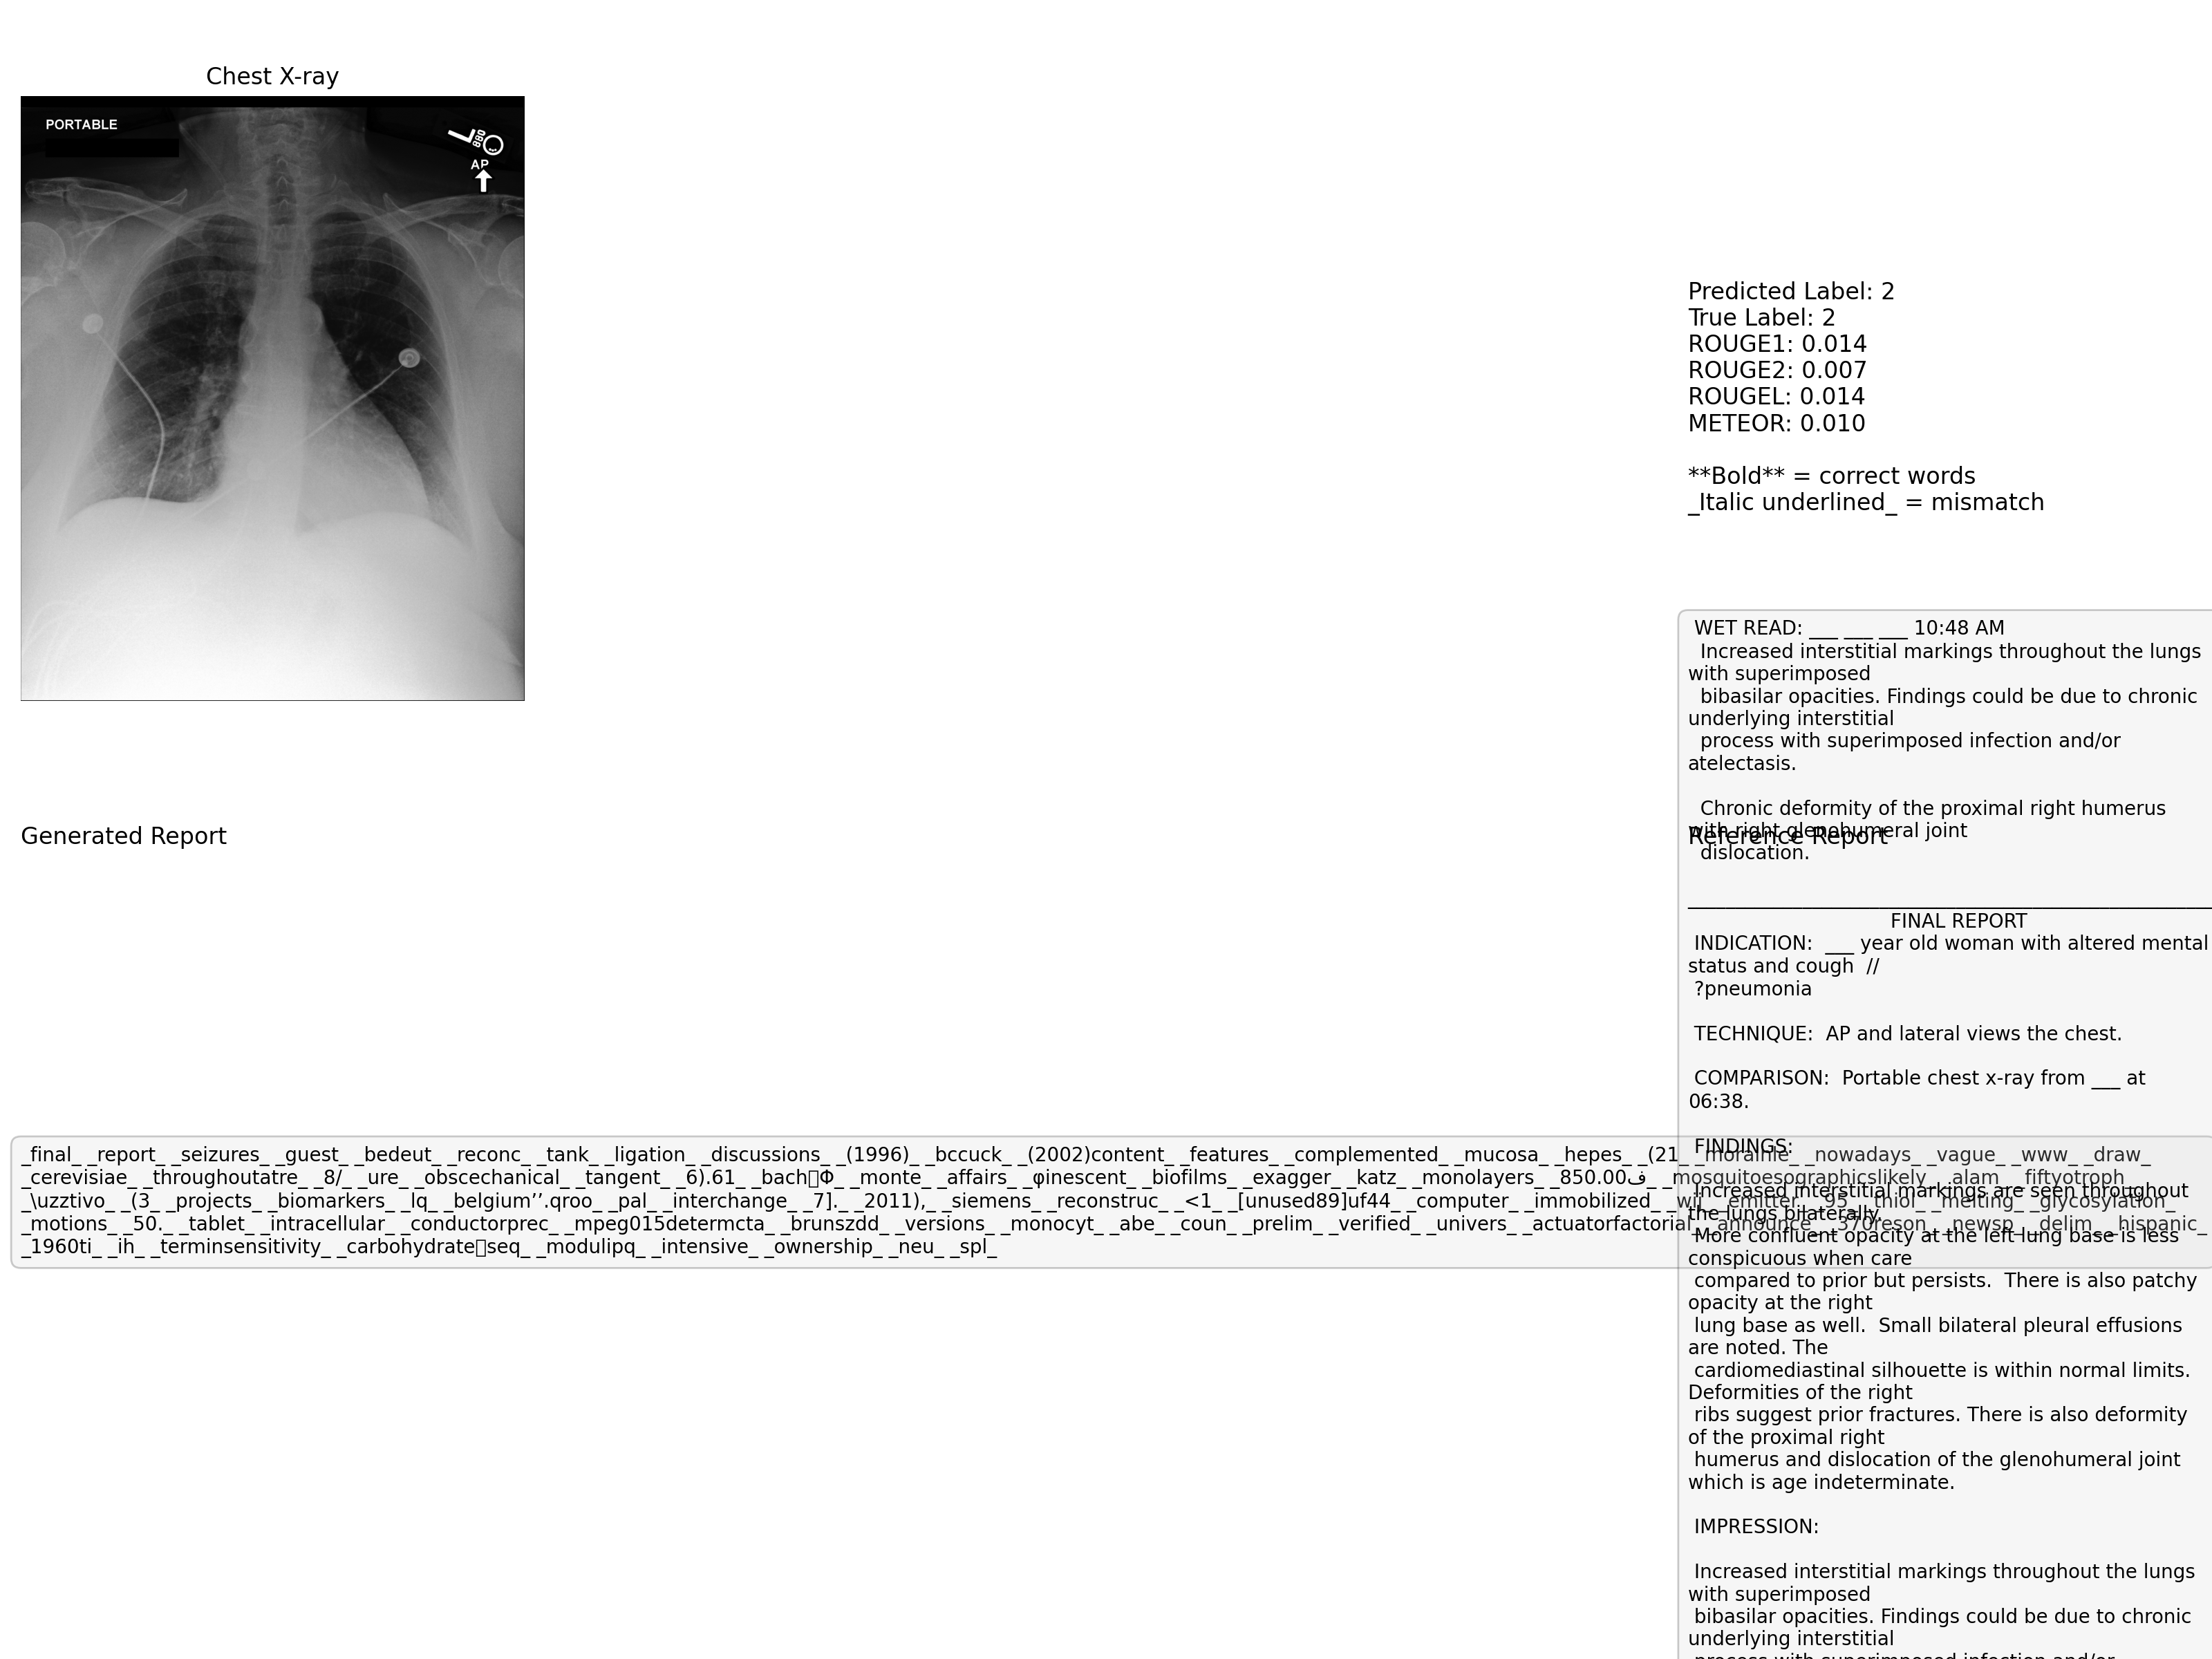 Chest X-ray
PORTABLE
880
AP
Predicted Label: 2
True Label: 2
ROUGE1: 0.014
ROUGE2: 0.007
ROUGEL: 0.014
METEOR: 0.010
**Bold** = correct words
_Italic underlined_ = mismatch
Generated Report
_final_ _report_ _seizures_ _guest_ _bedeut_ _reconc_ _tank_ _ligation_ _discussions_ _(1996)_ _bccuck_ _(2002)content_ _features_ _complemented_ _mucosa_ _hepes_ _(21_ _nowadays_ _vague_ _www_ _draw_
_cerevisiae_ _throughoutatre_ _8/_ _ure_ _obscechanical_ _tangent_ _6).61_ _bach Φ_ _monte_ _affairs_ _φinescent_ _biofilms_ _exagger_ _katz_ _monolayers_ _850.00ف_ _mosquitoesographicslikely_ _alam_ _fiftyotroph_
_\uzztivo_ _(3_ _projects_ _biomarkers_ _lq_ _belgium’’.qroo_ _pal_ _interchange_ _7]._ _2011),_ _siemens_ _reconstruc_ _<1_ _[unused89]uf44_ _computer_ _immobilized_ _emitter._ _95_ _thiol_ _melting_ _glycosylation_
_motions_ _50._ _tablet_ _intracellular_ _conductorprec_ _mpeg015determcta_ _brunszdd_ _versions_ _monocyt_ _abe_ _coun_ _prelim_ _verified_ _univers_ _actuatorfactorial_ _announce_ _370reson_ _newsp_ _delim_ _hispanic_
_1960ti_ _ih_ _terminsensitivity_ _carbohydrate seq_ _modulipq_ _intensive_ _ownership_ _neu_ _spl_
Reference Report
WET READ: ___ ___ ___ 10:48 AM
Increased interstitial markings throughout the lungs
with superimposed
bibasilar opacities. Findings could be due to chronic
underlying interstitial
process with superimposed infection and/or
atelectasis.
Chronic deformity of the proximal right humerus
with right glenohumeral joint
dislocation.
______________________________________________
FINAL REPORT
INDICATION:  ___ year old woman with altered mental
status and cough  //
?pneumonia
TECHNIQUE:  AP and lateral views the chest.
COMPARISON:  Portable chest x-ray from ___ at
06:38.
FINDINGS:
Increased interstitial markings are seen throughout
the lungs bilaterally.
More confluent opacity at the left lung base is less
conspicuous when care
compared to prior but persists.  There is also patchy
opacity at the right
lung base as well.  Small bilateral pleural effusions
are noted. The
cardiomediastinal silhouette is within normal limits.
Deformities of the right
ribs suggest prior fractures. There is also deformity
of the proximal right
humerus and dislocation of the glenohumeral joint
which is age indeterminate.
IMPRESSION:
Increased interstitial markings throughout the lungs
with superimposed
bibasilar opacities. Findings could be due to chronic
underlying interstitial
process with superimposed infection and/or